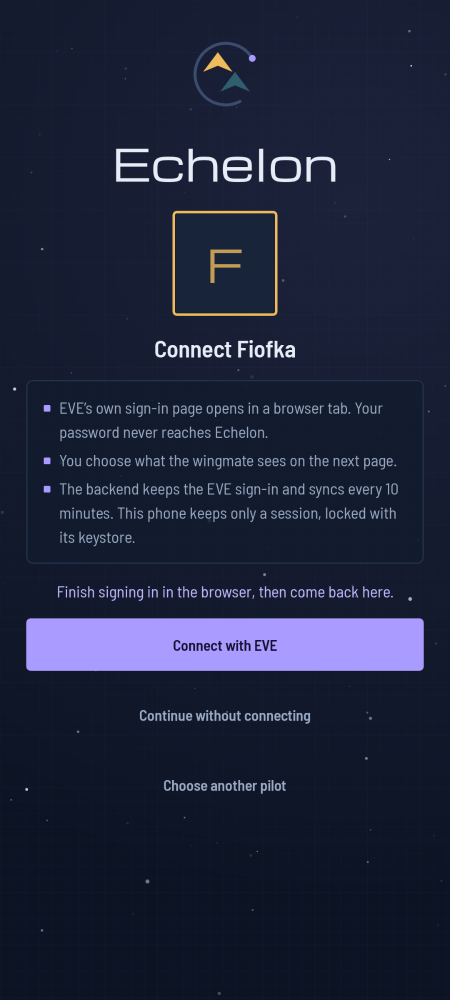 Echelon
F
Connect Fiofka
EVE's own sign-in page opens in a browser tab. Your
password never reaches Echelon.
You choose what the wingmate sees on the next page.
The backend keeps the EVE sign-in and syncs every 10
minutes. This phone keeps only a session, locked with
its keystore.
Finish signing in in the browser, then come back here.
Connect with EVE
Continue without connecting
Choose another pilot